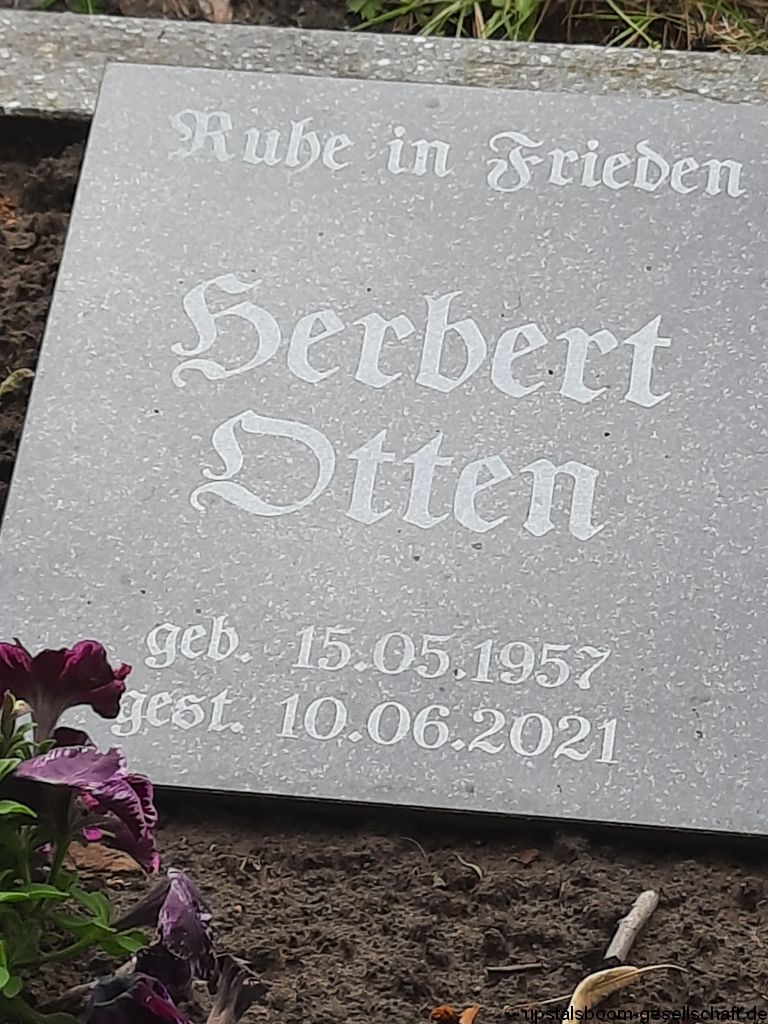 Ruhe in Frieden
Herbert
Otten
geb. 15.05.1957
gest. 10.06.2021
© upstalsboom-gesellschaft.de